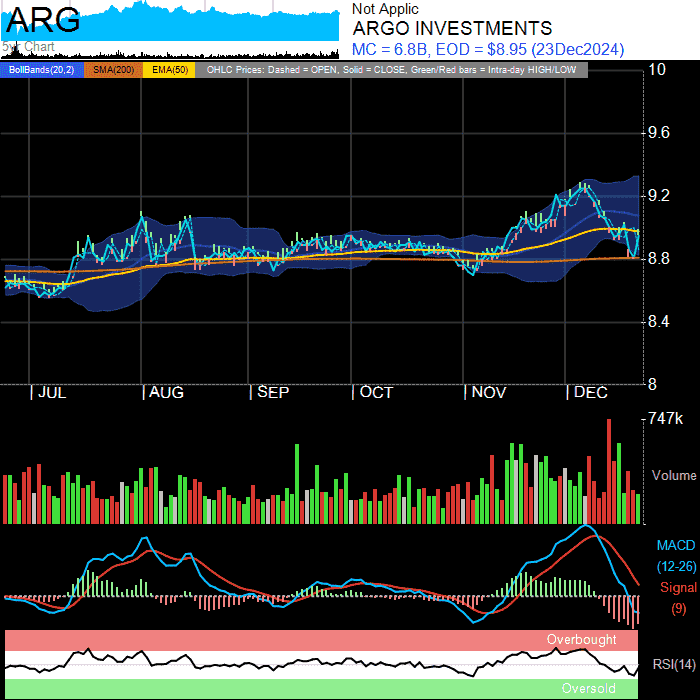 ARG
5yr Chart
Not Applic
ARGO INVESTMENTS
MC = 6.8B, EOD = $8.95 (23Dec2024)
BollBands(20,2) SMA(200) EMA(50) OHLC Prices: Dashed = OPEN, Solid = CLOSE, Green/Red bars = Intra-day HIGH/LOW
10
9.6
9.2
8.8
8.4
8
| JUL | AUG | SEP | OCT | NOV | DEC
747k
Volume
MACD
(12-26)
Signal
(9)
Overbought
RSI(14)
Oversold